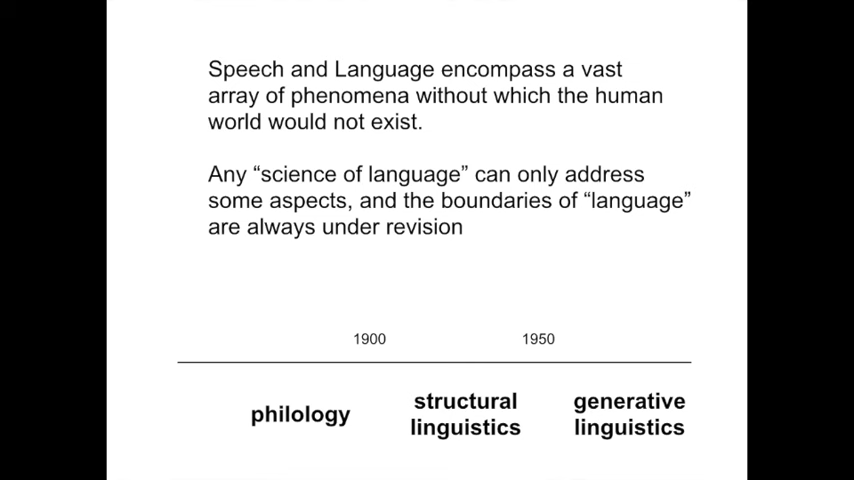 Speech and Language encompass a vast
array of phenomena without which the human
world would not exist.
Any “science of language” can only address
some aspects, and the boundaries of “language”
are always under revision
1900
1950
philology
structural
linguistics
generative
linguistics